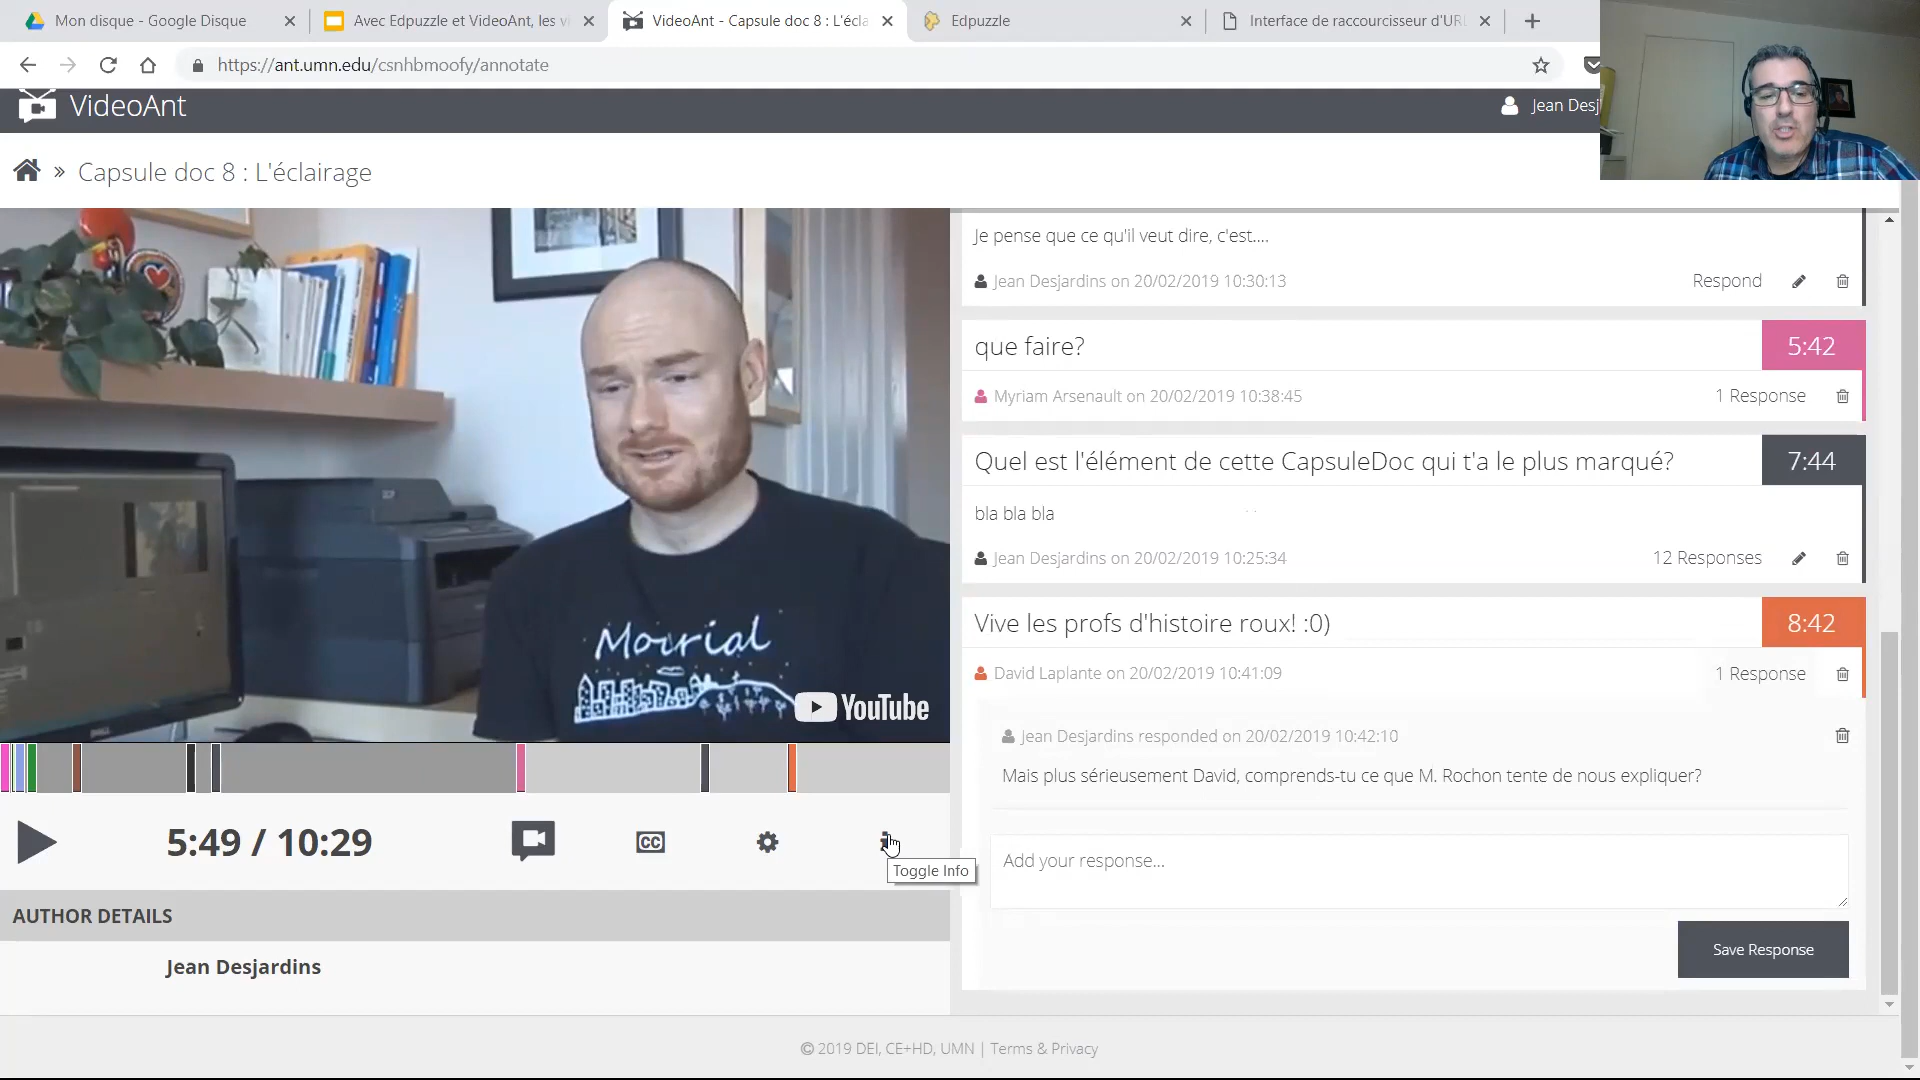 Mon disque - Google Disque
Avec Edpuzzle et VideoAnt, les vi
VideoAnt - Capsule doc 8 : L'écla
Edpuzzle
Interface de raccourcisseur d'URL
https://ant.umn.edu/csnhbmoofy/annotate
VideoAnt
Jean Desj
» Capsule doc 8 : L'éclairage
Je pense que ce qu'il veut dire, c'est....
Jean Desjardins on 20/02/2019 10:30:13
Respond
que faire?
5:42
Myriam Arsenault on 20/02/2019 10:38:45
1 Response
Quel est l'élément de cette CapsuleDoc qui t'a le plus marqué?
7:44
bla bla bla
Jean Desjardins on 20/02/2019 10:25:34
12 Responses
Vive les profs d'histoire roux! :0)
8:42
David Laplante on 20/02/2019 10:41:09
1 Response
Jean Desjardins responded on 20/02/2019 10:42:10
Mais plus sérieusement David, comprends-tu ce que M. Rochon tente de nous expliquer?
Add your response...
Save Response
YouTube
5:49 / 10:29
CC
Toggle Info
AUTHOR DETAILS
Jean Desjardins
© 2019 DEI, CE+HD, UMN | Terms & Privacy